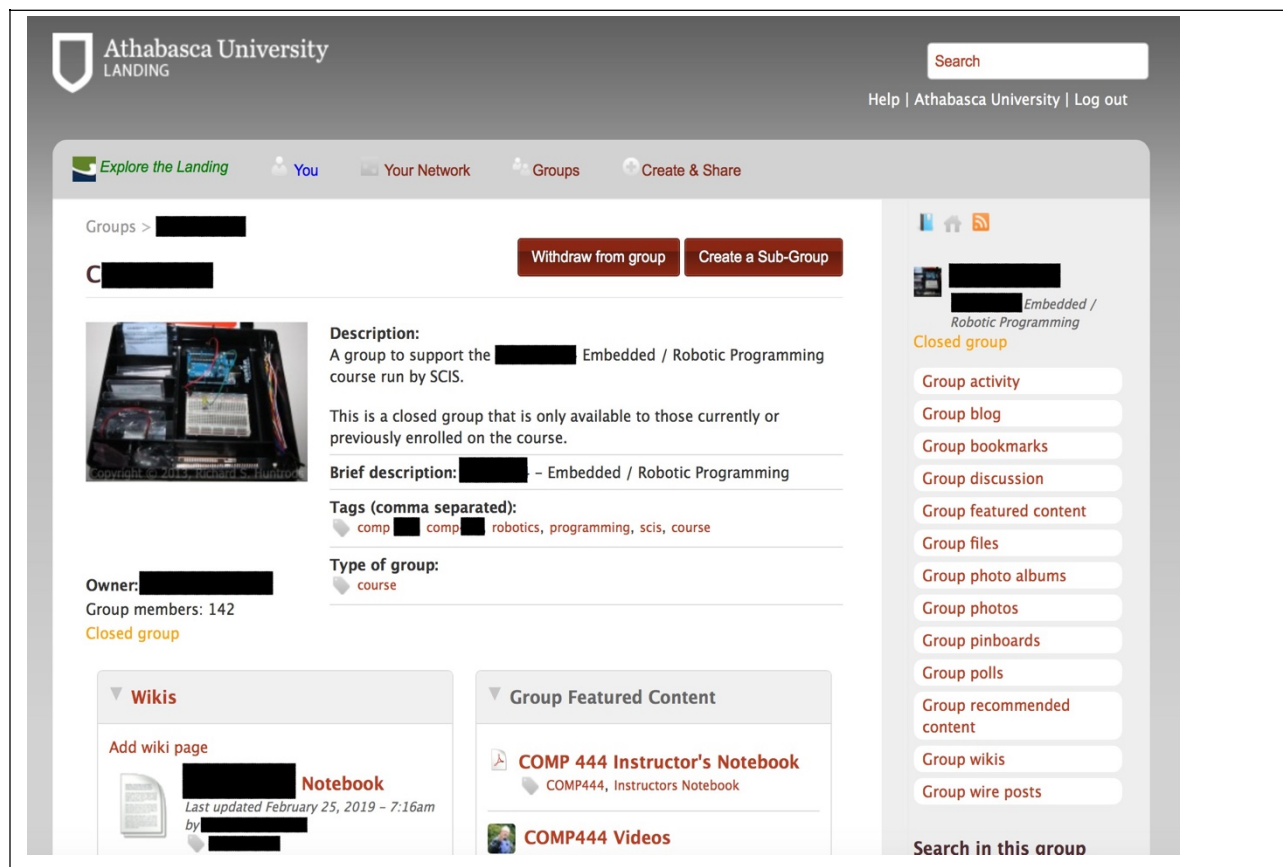 Athabasca University
LANDING
Search
Help | Athabasca University | Log out
Explore the Landing
You
Your Network
Groups
Create & Share
Groups >
C
Withdraw from group
Create a Sub-Group
Copyright © 2013, Richard S. Huntrods
Description:
A group to support the Embedded / Robotic Programming
course run by SCIS.
This is a closed group that is only available to those currently or
previously enrolled on the course.
Brief description: – Embedded / Robotic Programming
Tags (comma separated):
comp comp , robotics, programming, scis, course
Type of group:
course
Owner:
Group members: 142
Closed group
Wikis
Add wiki page
Notebook
Last updated February 25, 2019 – 7:16am
by
Group Featured Content
COMP 444 Instructor's Notebook
COMP444, Instructors Notebook
COMP444 Videos
Embedded /
Robotic Programming
Closed group
Group activity
Group blog
Group bookmarks
Group discussion
Group featured content
Group files
Group photo albums
Group photos
Group pinboards
Group polls
Group recommended
content
Group wikis
Group wire posts
Search in this group